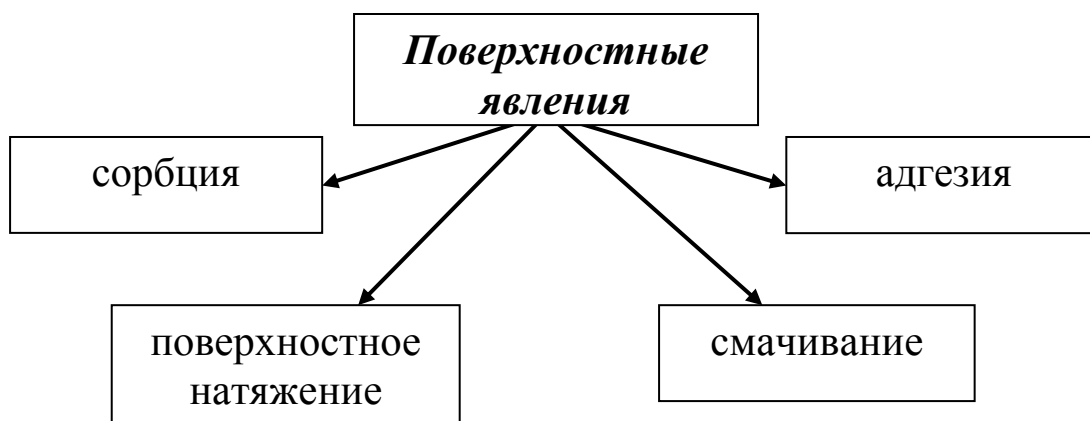 Поверхностные
явления
сорбция
адгезия
поверхностное
натяжение
смачивание